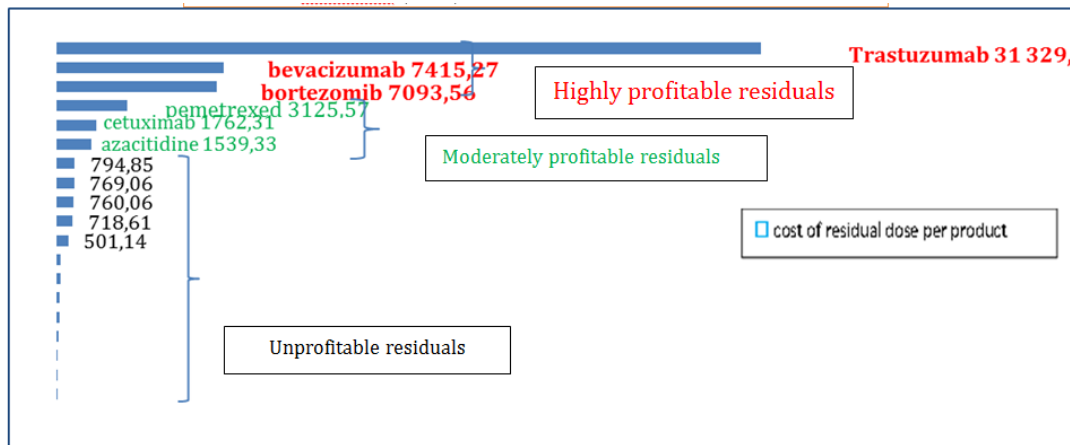 Trastuzumab 31 329,
bevacizumab 7415,27
bortezomib 7093,56
Highly profitable residuals
pemetrexed 3125,57
cetuximab 1762,31
azacitidine 1539,33
Moderately profitable residuals
794,85
769,06
760,06
718,61
501,14
cost of residual dose per product
Unprofitable residuals